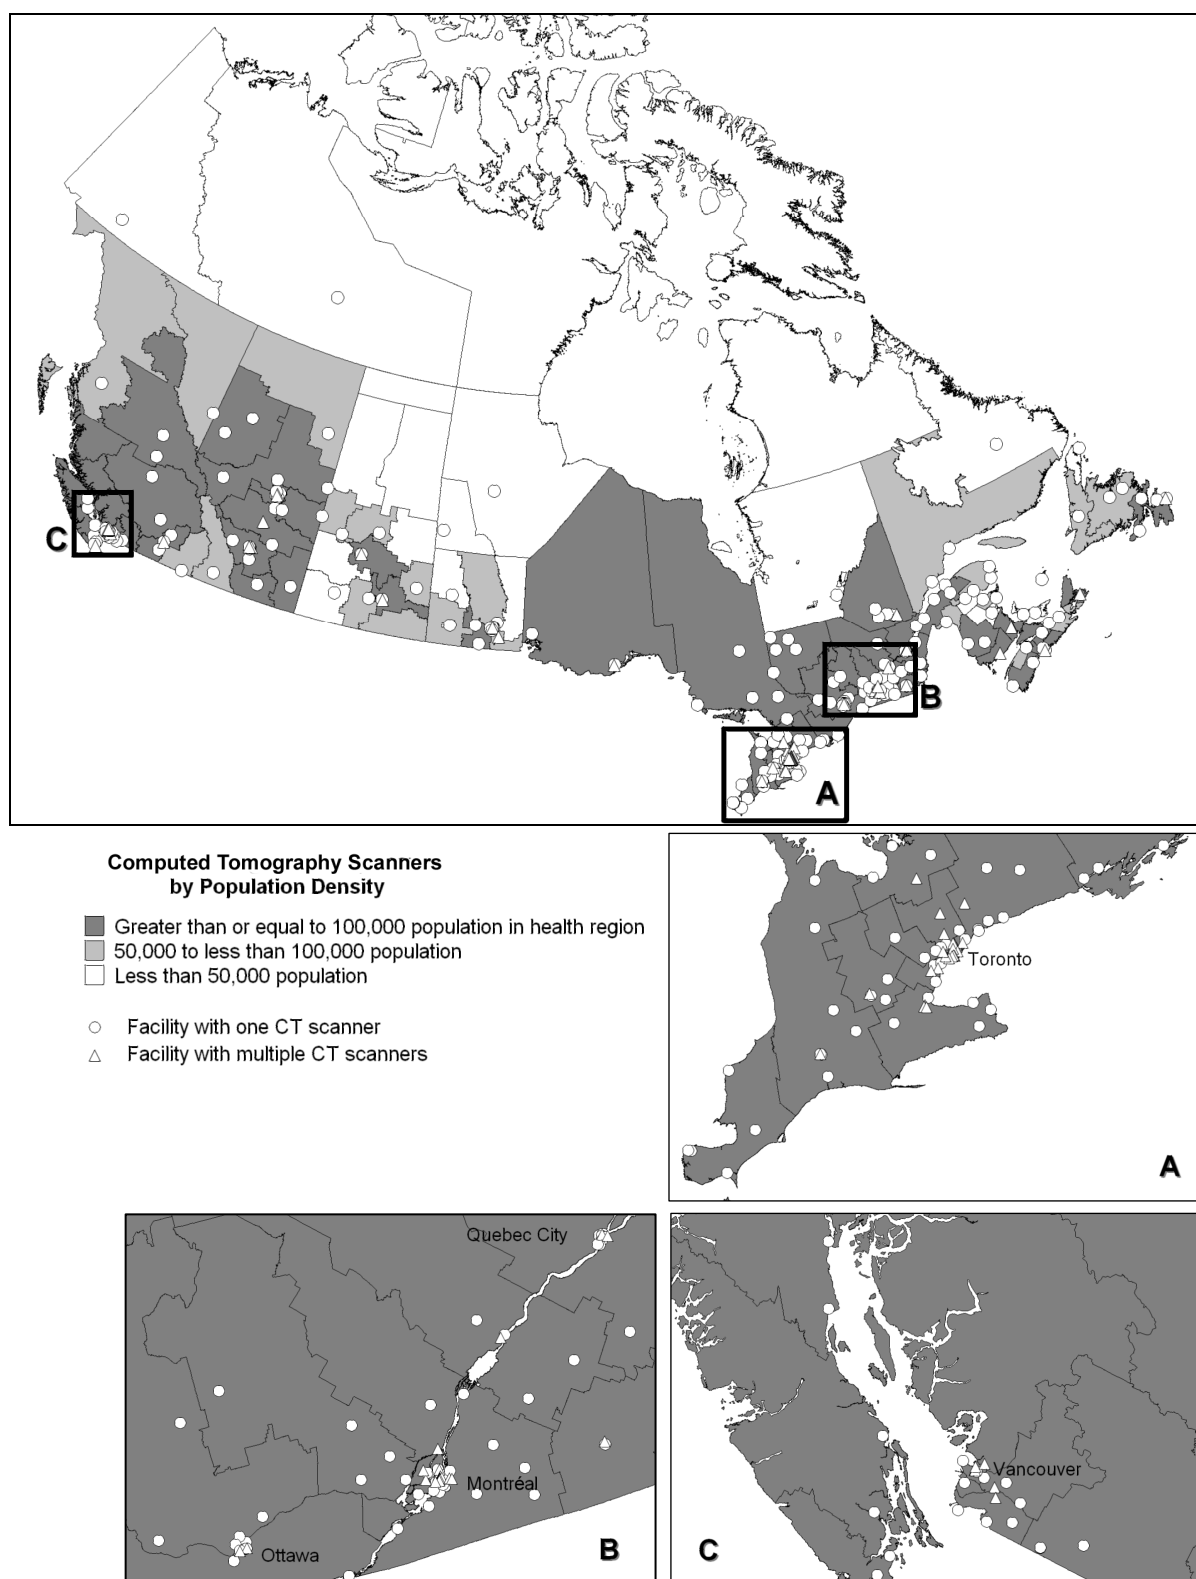 C
B
A
Computed Tomography Scanners
by Population Density
Greater than or equal to 100,000 population in health region
50,000 to less than 100,000 population
Less than 50,000 population
Facility with one CT scanner
Facility with multiple CT scanners
Toronto
A
Quebec City
Montréal
Ottawa
B
Vancouver
C